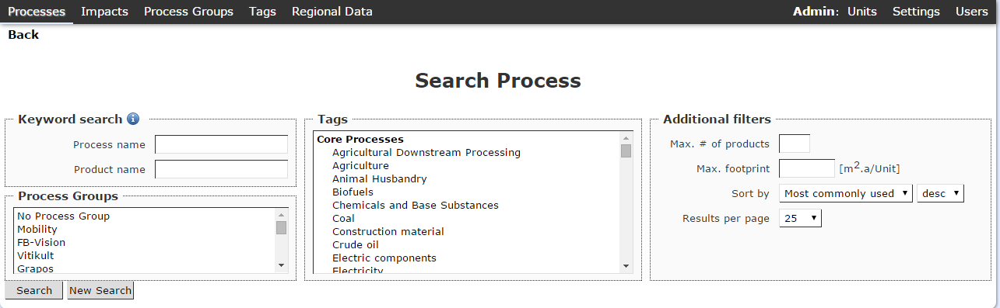 Processes Impacts Process Groups Tags Regional Data Admin: Units Settings Users
Back
Search Process
Keyword search
Process name
Product name
Process Groups
No Process Group
Mobility
FB-Vision
Vitikult
Grapos
Tags
Core Processes
Agricultural Downstream Processing
Agriculture
Animal Husbandry
Biofuels
Chemicals and Base Substances
Coal
Construction material
Crude oil
Electric components
Electricity
Additional filters
Max. # of products
Max. footprint [m².a/Unit]
Sort by Most commonly used desc
Results per page 25
Search New Search